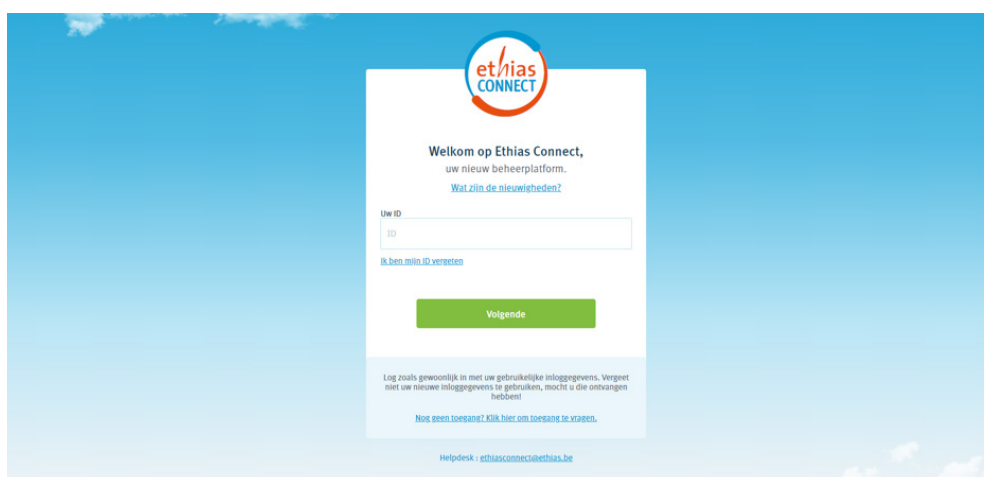 ethias
CONNECT
Welkom op Ethias Connect,
uw nieuw beheerplatform.
Wat zijn de nieuwigheden?
Uw ID
ID
Ik ben mijn ID vergeten
Volgende
Log zoals gewoonlijk in met uw gebruikelijke inloggegevens. Vergeet
niet uw nieuwe inloggegevens te gebruiken, mocht u die ontvangen
hebben!
Nog geen toegang? Klik hier om toegang te vragen.
Helpdesk : ethiasconnect@ethias.be